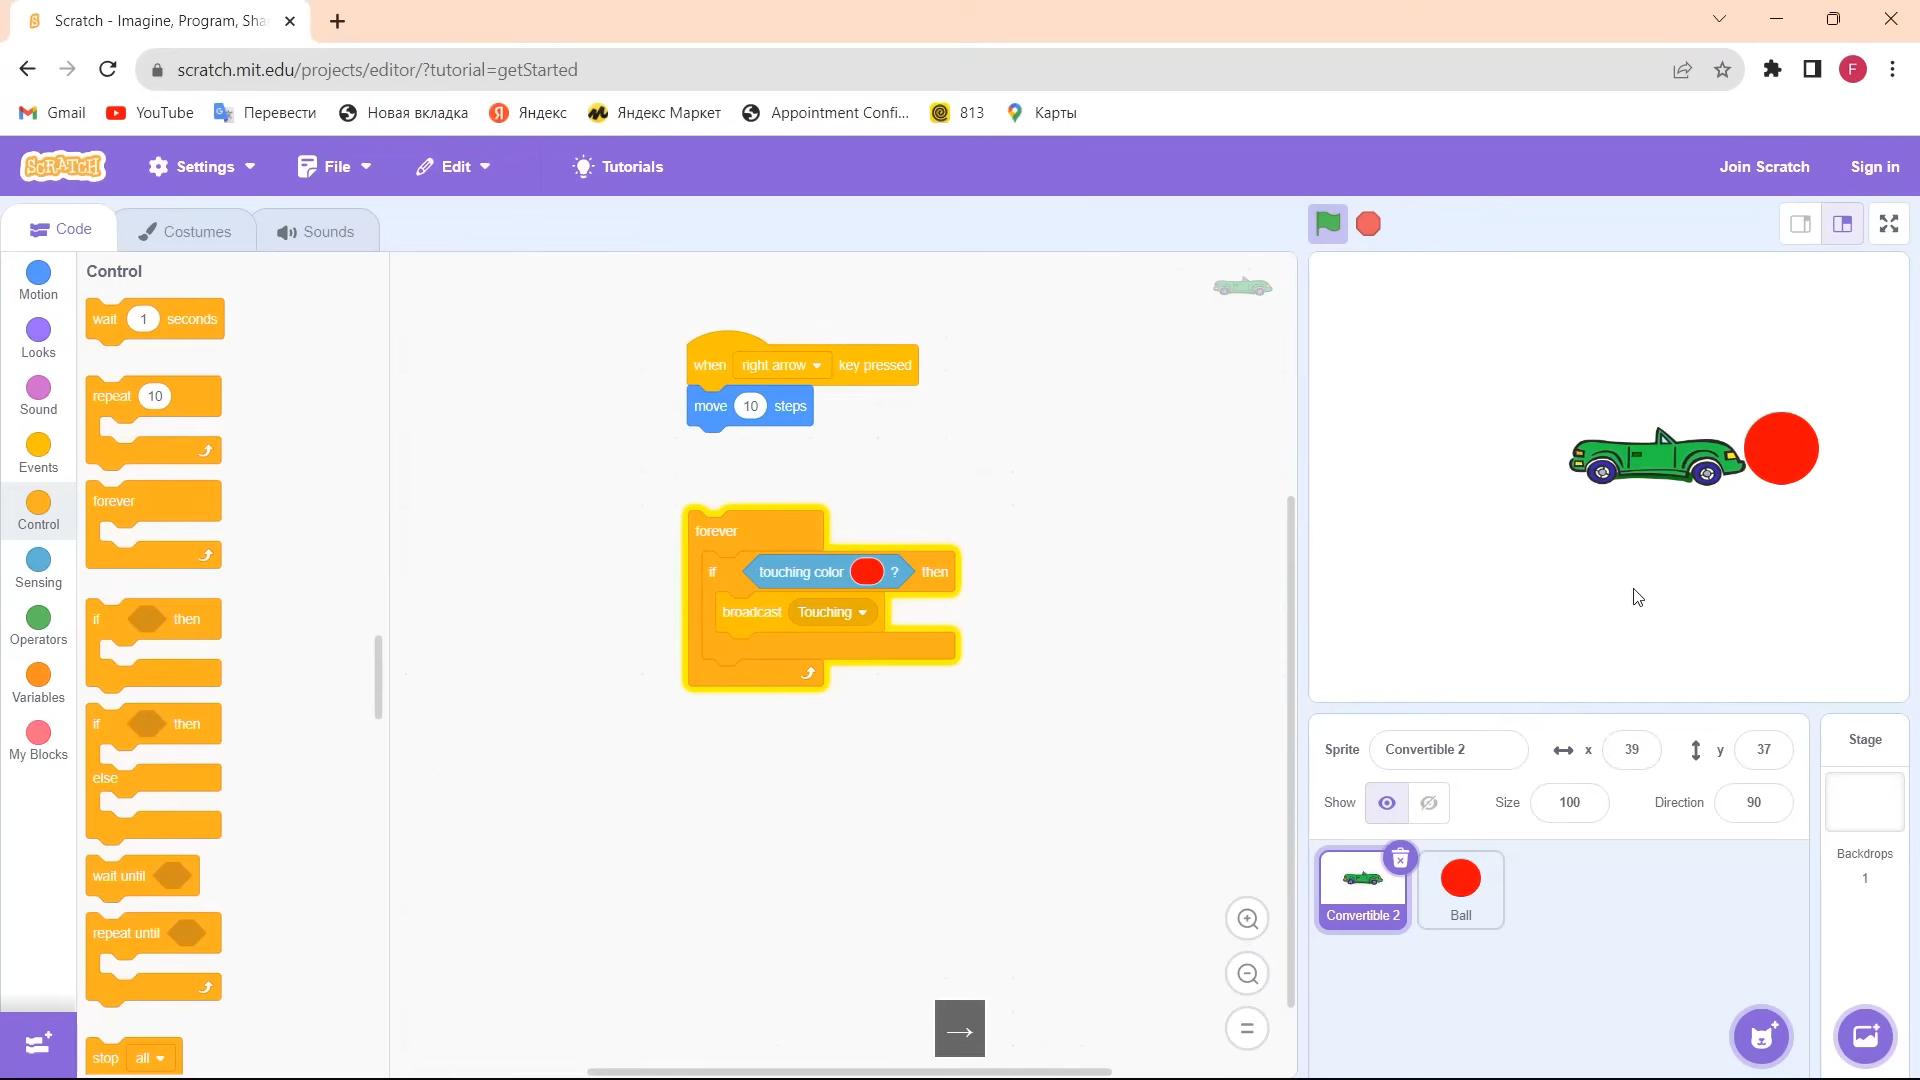 Scratch - Imagine, Program, Sha
scratch.mit.edu/projects/editor/?tutorial=getStarted
F
Gmail YouTube Перевести Новая вкладка Яндекс Яндекс Маркет Appointment Confi... 813 Карты
SCRATCH Settings File Edit Tutorials Join Scratch Sign in
Code Costumes Sounds
Motion
Looks
Sound
Events
Control
Sensing
Operators
Variables
My Blocks
Control
wait 1 seconds
repeat 10
forever
if then
if then
else
wait until
repeat until
stop all
when right arrow key pressed
move 10 steps
forever
if touching color ? then
broadcast Touching
→
Sprite Convertible 2 x 39 y 37
Show Size 100 Direction 90
Convertible 2 Ball
Stage
Backdrops
1